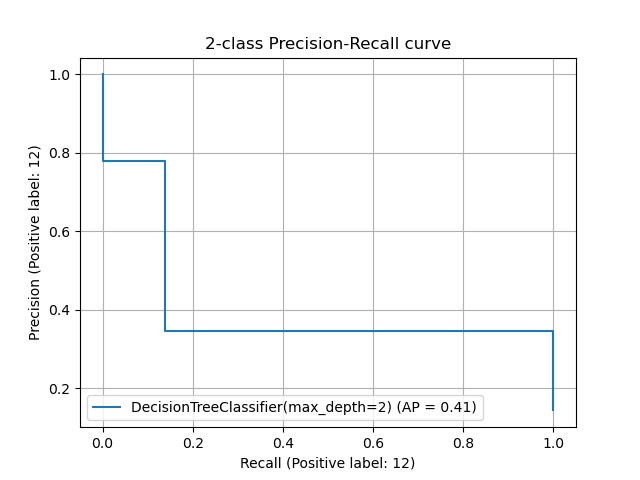 2-class Precision-Recall curve
1.0
0.8
0.6
0.4
0.2
Precision (Positive label: 12)
DecisionTreeClassifier(max_depth=2) (AP = 0.41)
0.0 0.2 0.4 0.6 0.8 1.0
Recall (Positive label: 12)